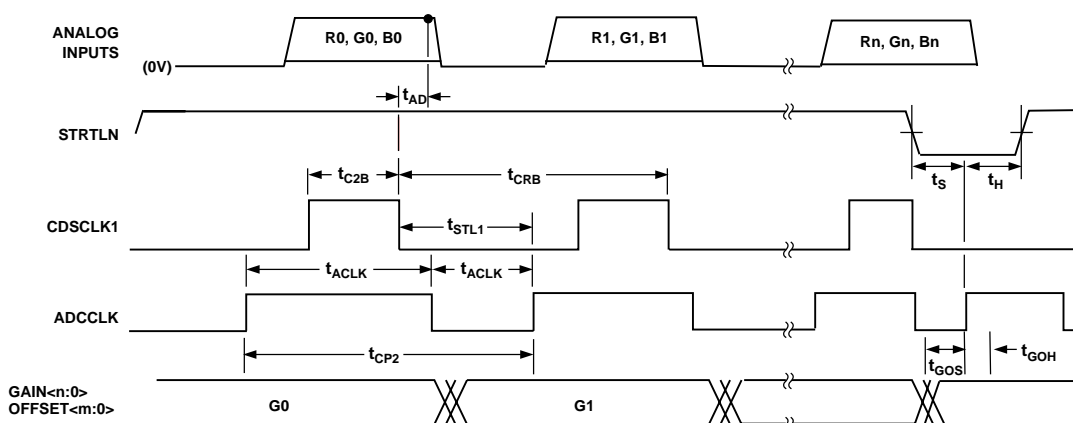 ANALOG
INPUTS
R0, G0, B0
R1, G1, B1
Rn, Gn, Bn
(0V)
tAD
STRTLN
tC2B
tCRB
tS
tH
CDSCLK1
tSTL1
tACLK
tACLK
ADCCLK
tCP2
tGOS
tGOH
GAIN<n:0>
OFFSET<m:0>
G0
G1